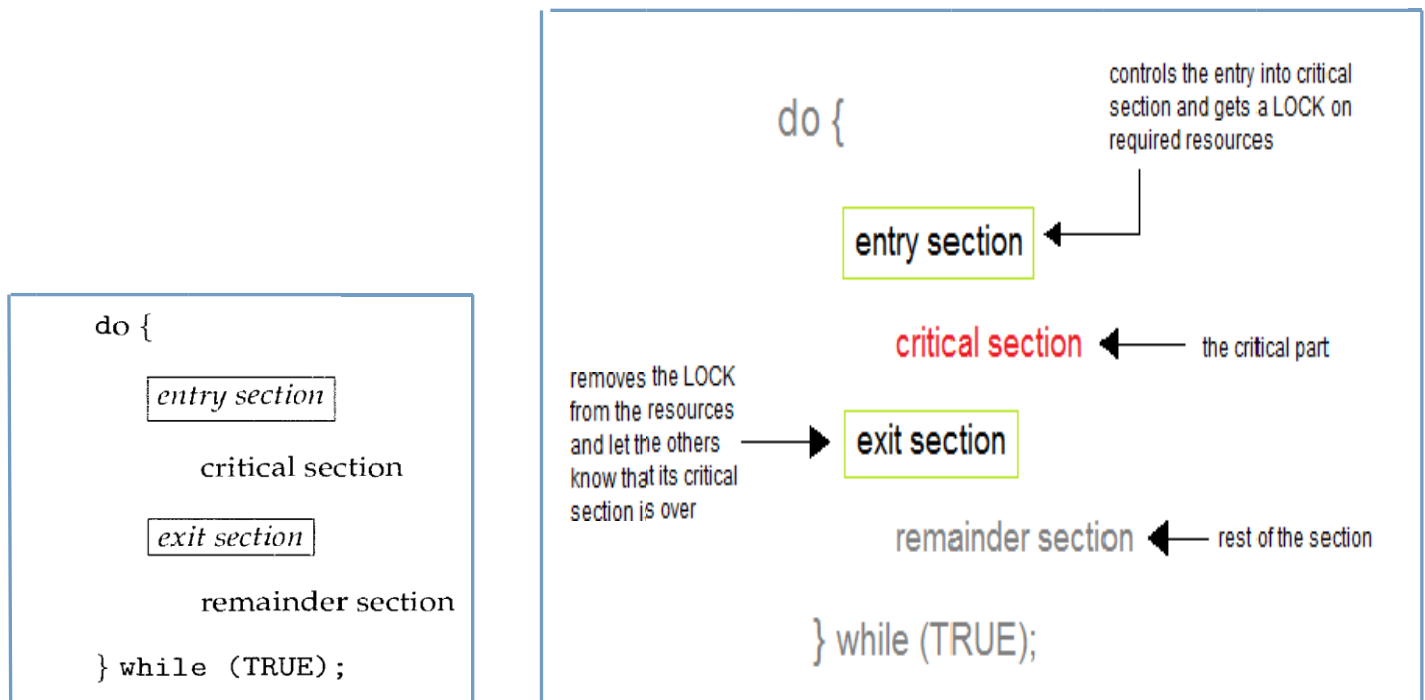 do {
entry section
critical section
exit section
remainder section
} while (TRUE);
do {
controls the entry into critical
section and gets a LOCK on
required resources
entry section
critical section
the critical part
removes the LOCK
from the resources
and let the others
know that its critical
section is over
exit section
remainder section
rest of the section
} while (TRUE);